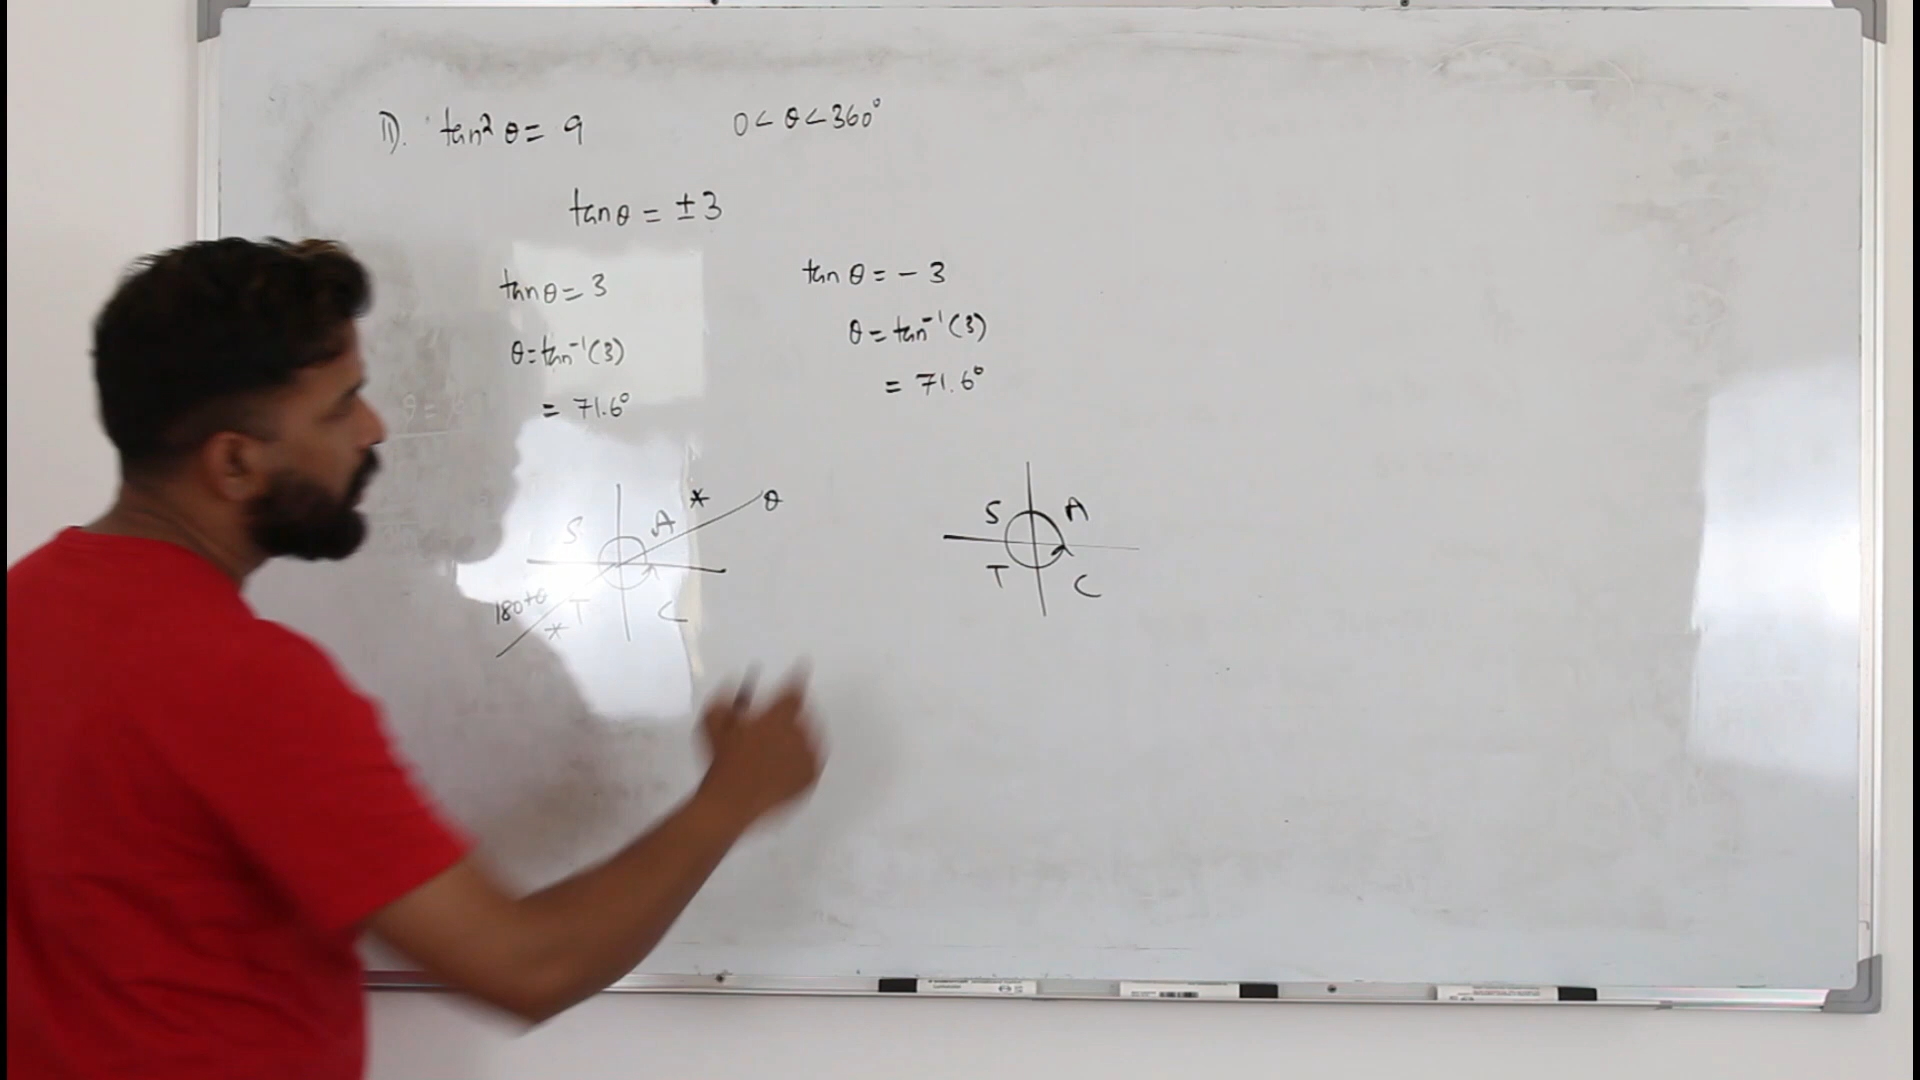 11). tan² θ = 9 0 < θ < 360°
tan θ = ± 3
tan θ = 3
θ = tan⁻¹ (3)
= 71.6°
tan θ = - 3
θ = tan⁻¹ (3)
= 71.6°
S A * θ
180+θ * T C
S A
T C